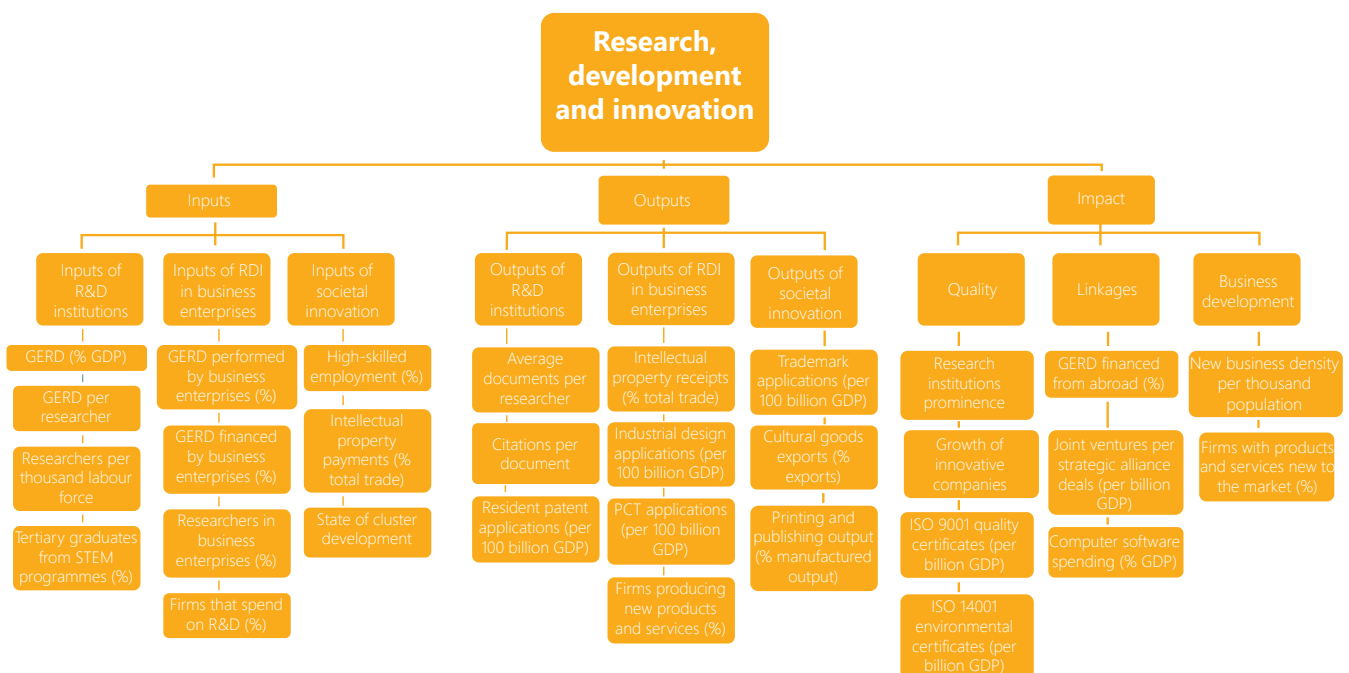 Research,
development
and innovation
Inputs
Outputs
Impact
Inputs of
R&D
institutions
Inputs of RDI
in business
enterprises
Inputs of
societal
innovation
Outputs of
R&D
institutions
Outputs of RDI
in business
enterprises
Outputs of
societal
innovation
Quality
Linkages
Business
development
GERD (% GDP)
GERD per
researcher
Researchers per
thousand labour
force
Tertiary graduates
from STEM
programmes (%)
GERD performed
by business
enterprises (%)
GERD financed
by business
enterprises (%)
Researchers in
business
enterprises (%)
Firms that spend
on R&D (%)
High-skilled
employment (%)
Intellectual
property
payments (%
total trade)
State of cluster
development
Average
documents per
researcher
Citations per
document
Resident patent
applications (per
100 billion GDP)
Intellectual
property receipts
(% total trade)
Industrial design
applications (per
100 billion GDP)
PCT applications
(per 100 billion
GDP)
Firms producing
new products
and services (%)
Trademark
applications (per
100 billion GDP)
Cultural goods
exports (%
exports)
Printing and
publishing output
(% manufactured
output)
Research
institutions
prominence
Growth of
innovative
companies
ISO 9001 quality
certificates (per
billion GDP)
ISO 14001
environmental
certificates (per
billion GDP)
GERD financed
from abroad (%)
Joint ventures per
strategic alliance
deals (per billion
GDP)
Computer software
spending (% GDP)
New business density
per thousand
population
Firms with products
and services new to
the market (%)